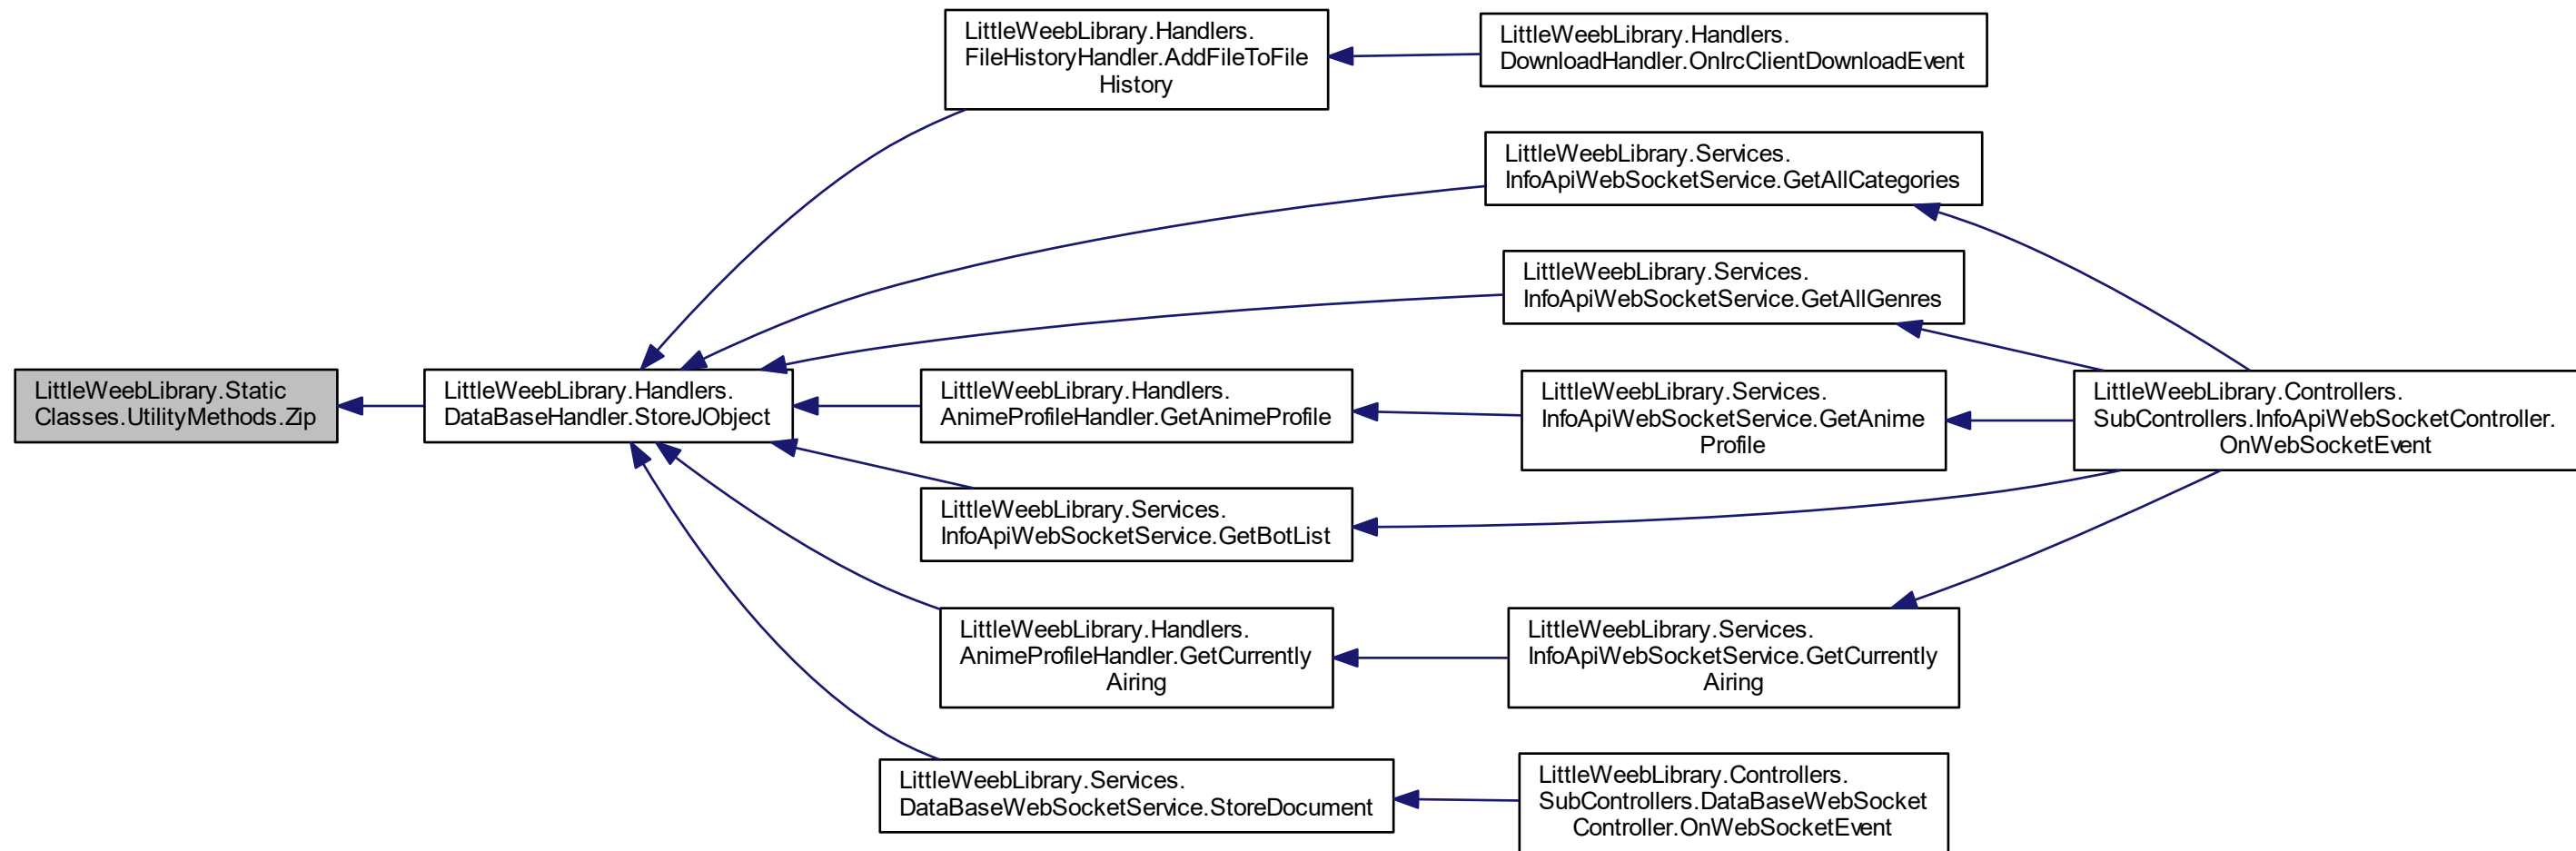 LittleWeebLibrary.Handlers.
FileHistoryHandler.AddFileToFile
History
LittleWeebLibrary.Handlers.
DownloadHandler.OnIrcClientDownloadEvent
LittleWeebLibrary.Services.
InfoApiWebSocketService.GetAllCategories
LittleWeebLibrary.Services.
InfoApiWebSocketService.GetAllGenres
LittleWeebLibrary.Static
Classes.UtilityMethods.Zip
LittleWeebLibrary.Handlers.
DataBaseHandler.StoreJObject
LittleWeebLibrary.Handlers.
AnimeProfileHandler.GetAnimeProfile
LittleWeebLibrary.Services.
InfoApiWebSocketService.GetAnime
Profile
LittleWeebLibrary.Controllers.
SubControllers.InfoApiWebSocketController.
OnWebSocketEvent
LittleWeebLibrary.Services.
InfoApiWebSocketService.GetBotList
LittleWeebLibrary.Handlers.
AnimeProfileHandler.GetCurrently
Airing
LittleWeebLibrary.Services.
InfoApiWebSocketService.GetCurrently
Airing
LittleWeebLibrary.Services.
DataBaseWebSocketService.StoreDocument
LittleWeebLibrary.Controllers.
SubControllers.DataBaseWebSocket
Controller.OnWebSocketEvent